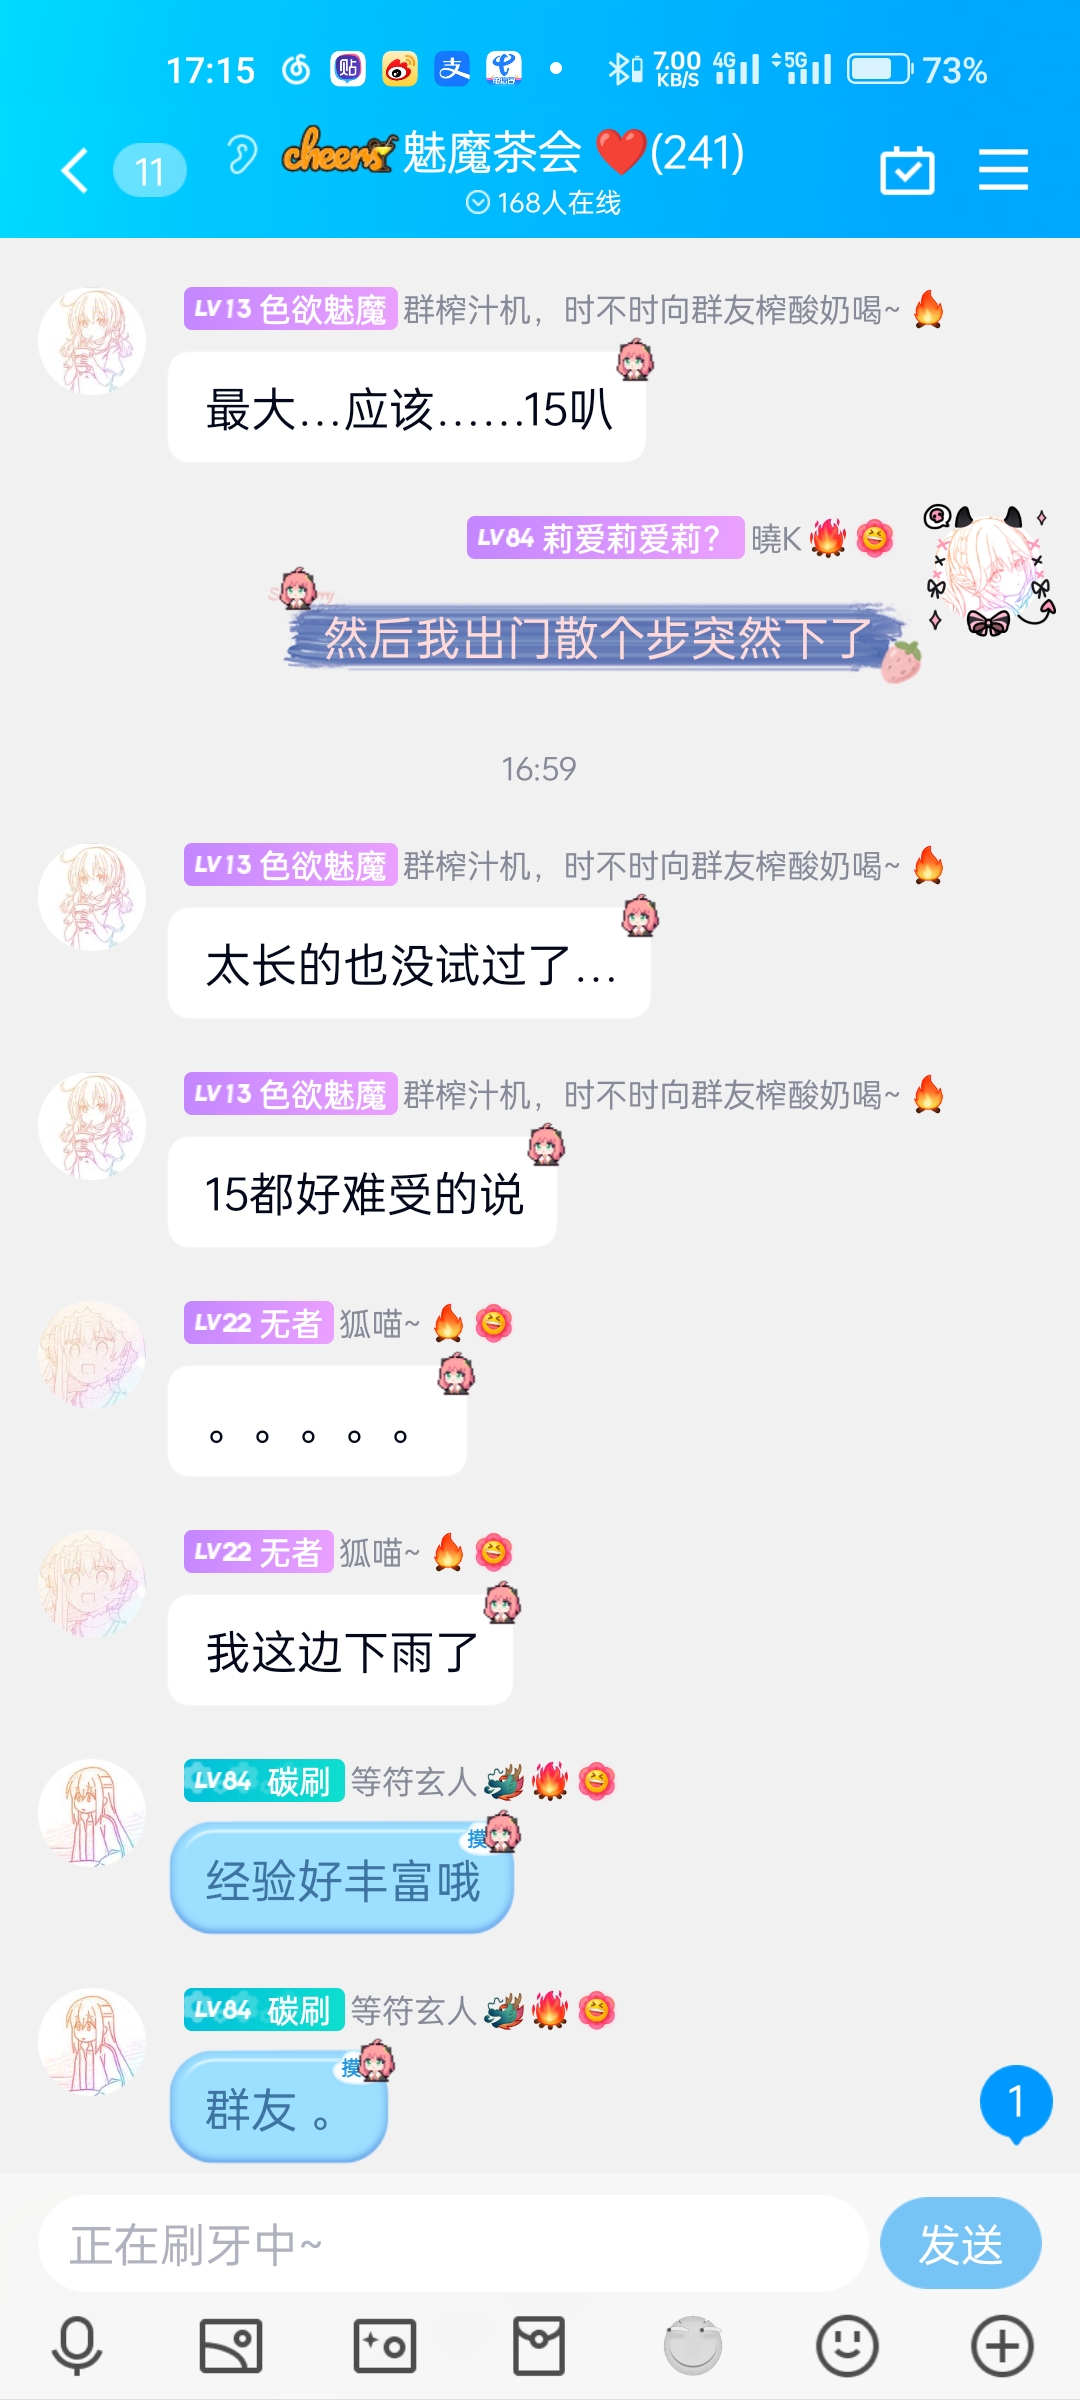 17:15 贴 支 7.00 KB/S 4G 5G 73%
11 cheers 魅魔茶会 ❤️(241)
168人在线
LV13 色欲魅魔 群榨汁机，时不时向群友榨酸奶喝~ 🔥
最大…应该……15叭
LV84 莉爱莉爱莉？ 曉K
然后我出门散个步突然下了
16:59
LV13 色欲魅魔 群榨汁机，时不时向群友榨酸奶喝~ 🔥
太长的也没试过了…
LV13 色欲魅魔 群榨汁机，时不时向群友榨酸奶喝~ 🔥
15都好难受的说
LV22 无者 狐喵~
。。。。。
LV22 无者 狐喵~
我这边下雨了
LV84 碳刷 等符玄人
摸
经验好丰富哦
LV84 碳刷 等符玄人
摸
群友 。
1
正在刷牙中~ 发送